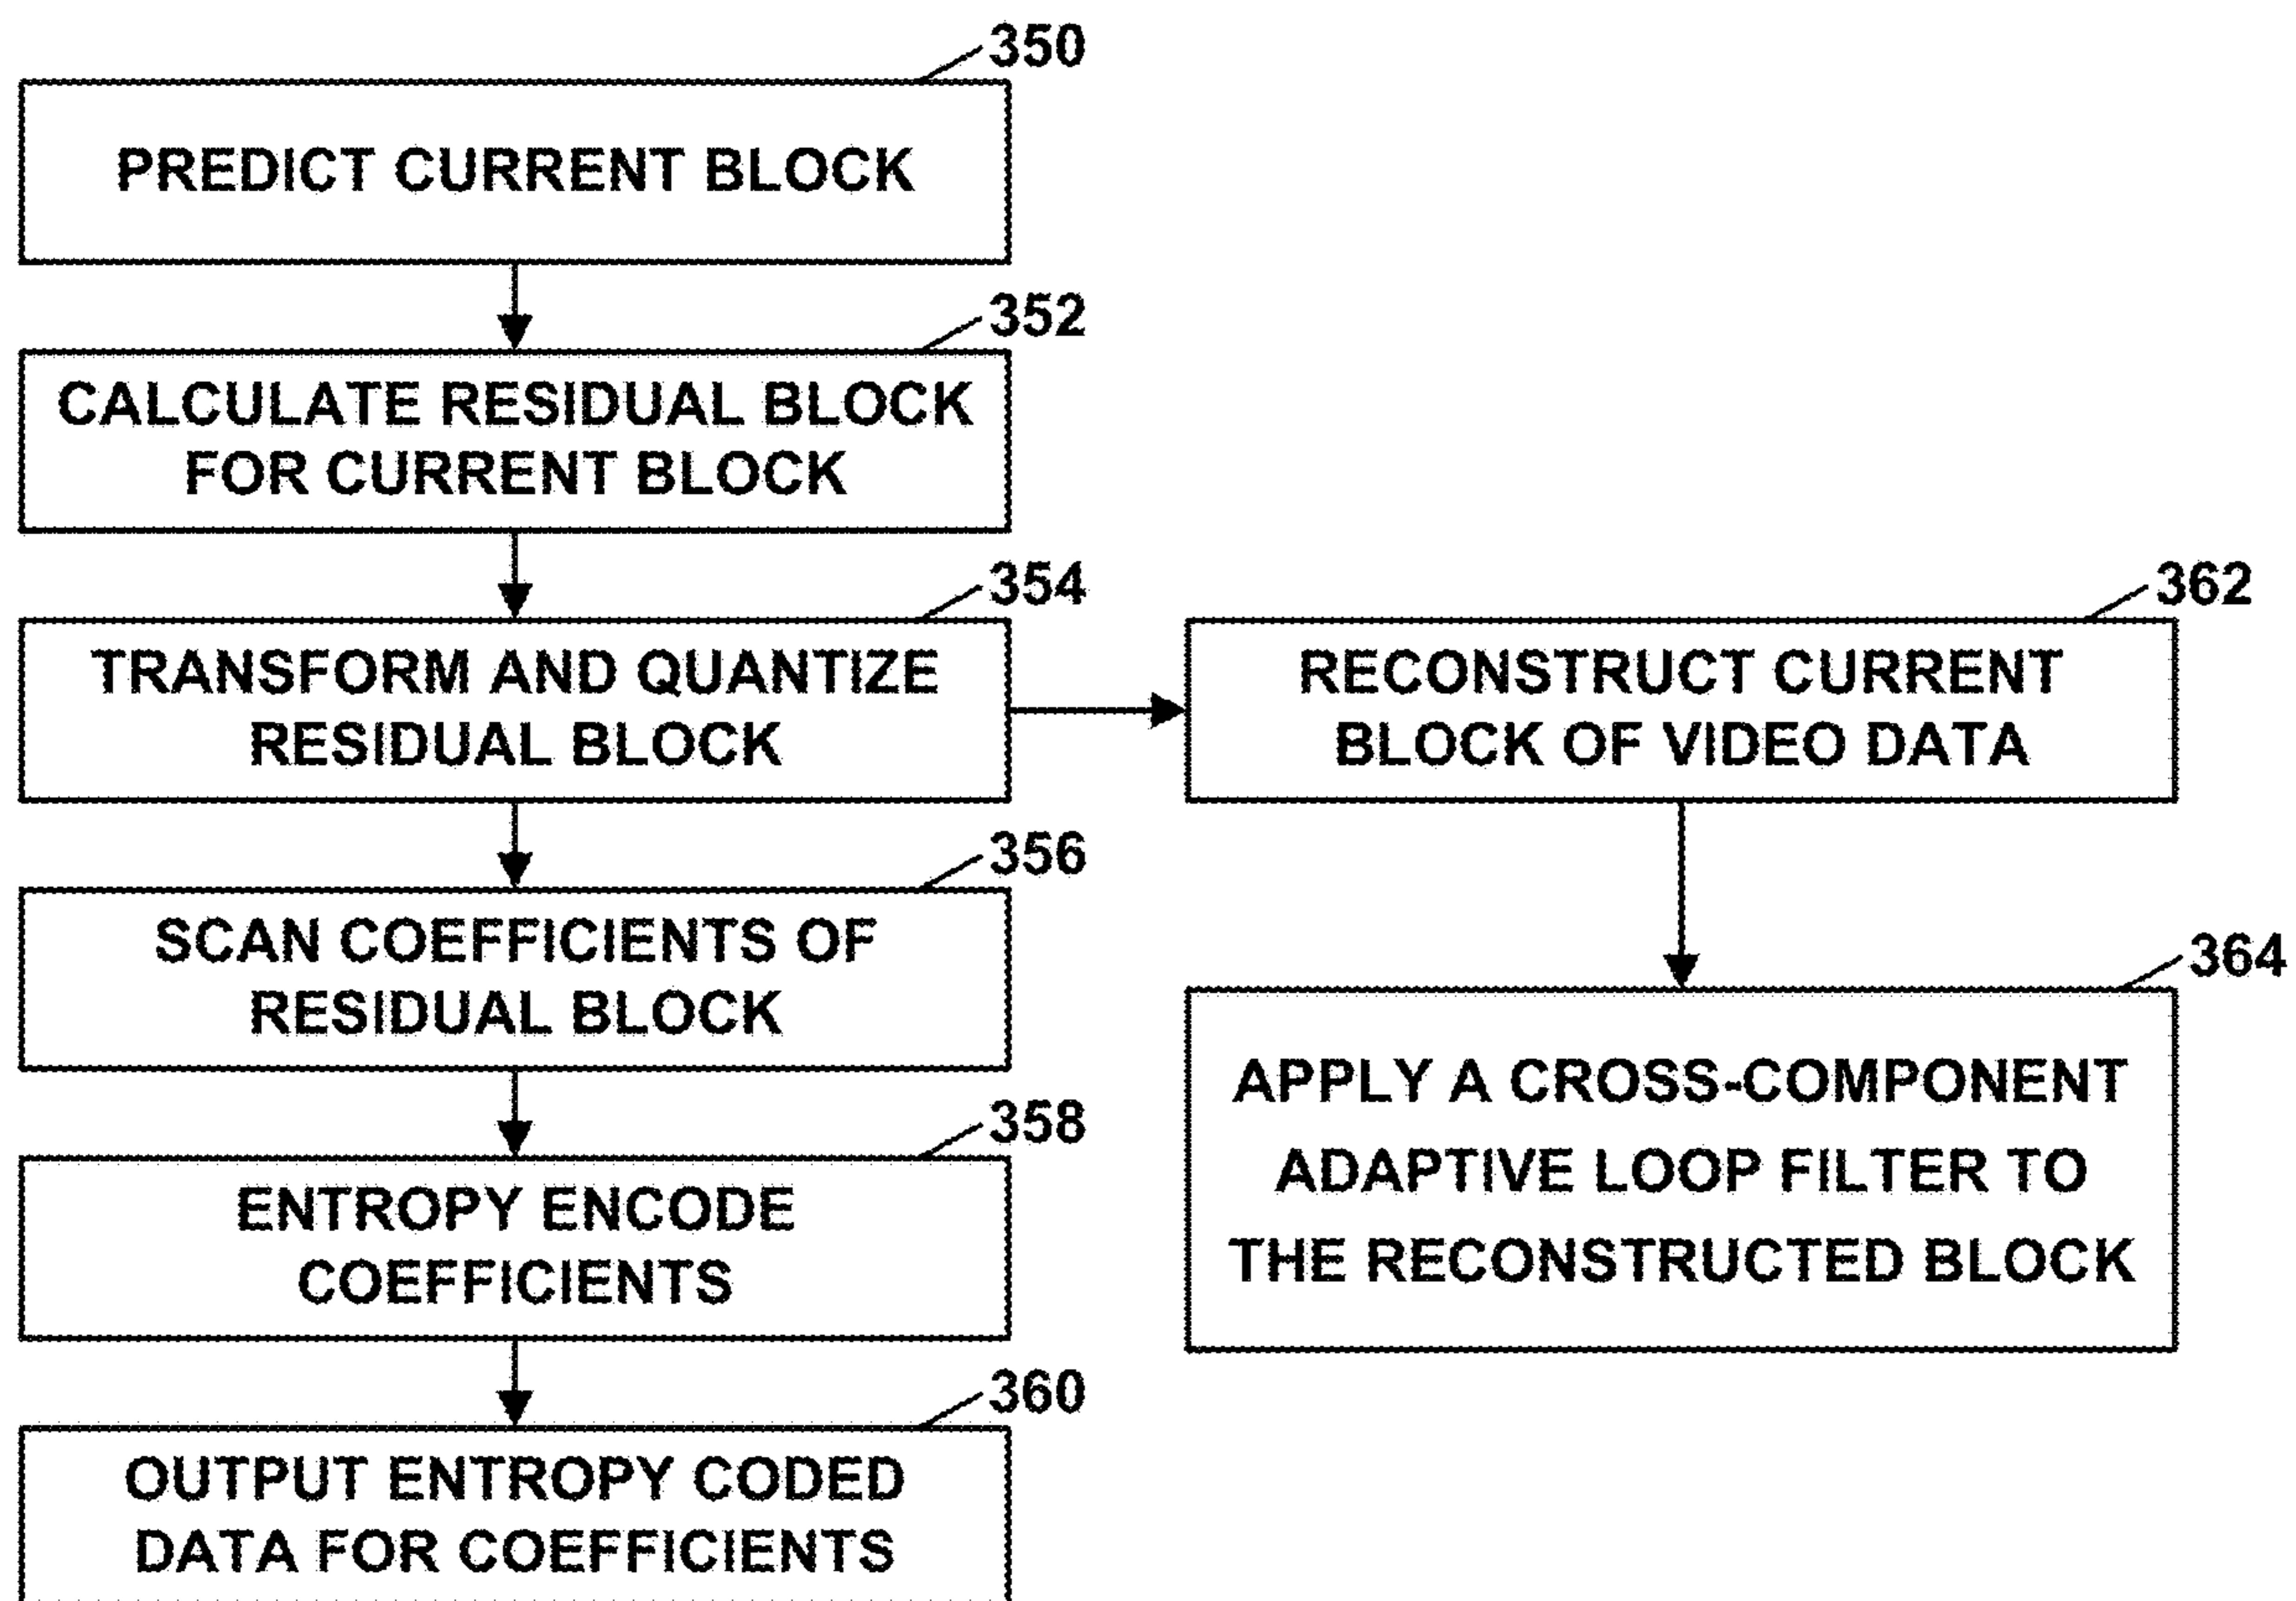 350
PREDICT CURRENT BLOCK
352
CALCULATE RESIDUAL BLOCK
FOR CURRENT BLOCK
354
TRANSFORM AND QUANTIZE
RESIDUAL BLOCK
356
SCAN COEFFICIENTS OF
RESIDUAL BLOCK
358
ENTROPY ENCODE
COEFFICIENTS
360
OUTPUT ENTROPY CODED
DATA FOR COEFFICIENTS
362
RECONSTRUCT CURRENT
BLOCK OF VIDEO DATA
364
APPLY A CROSS-COMPONENT
ADAPTIVE LOOP FILTER TO
THE RECONSTRUCTED BLOCK